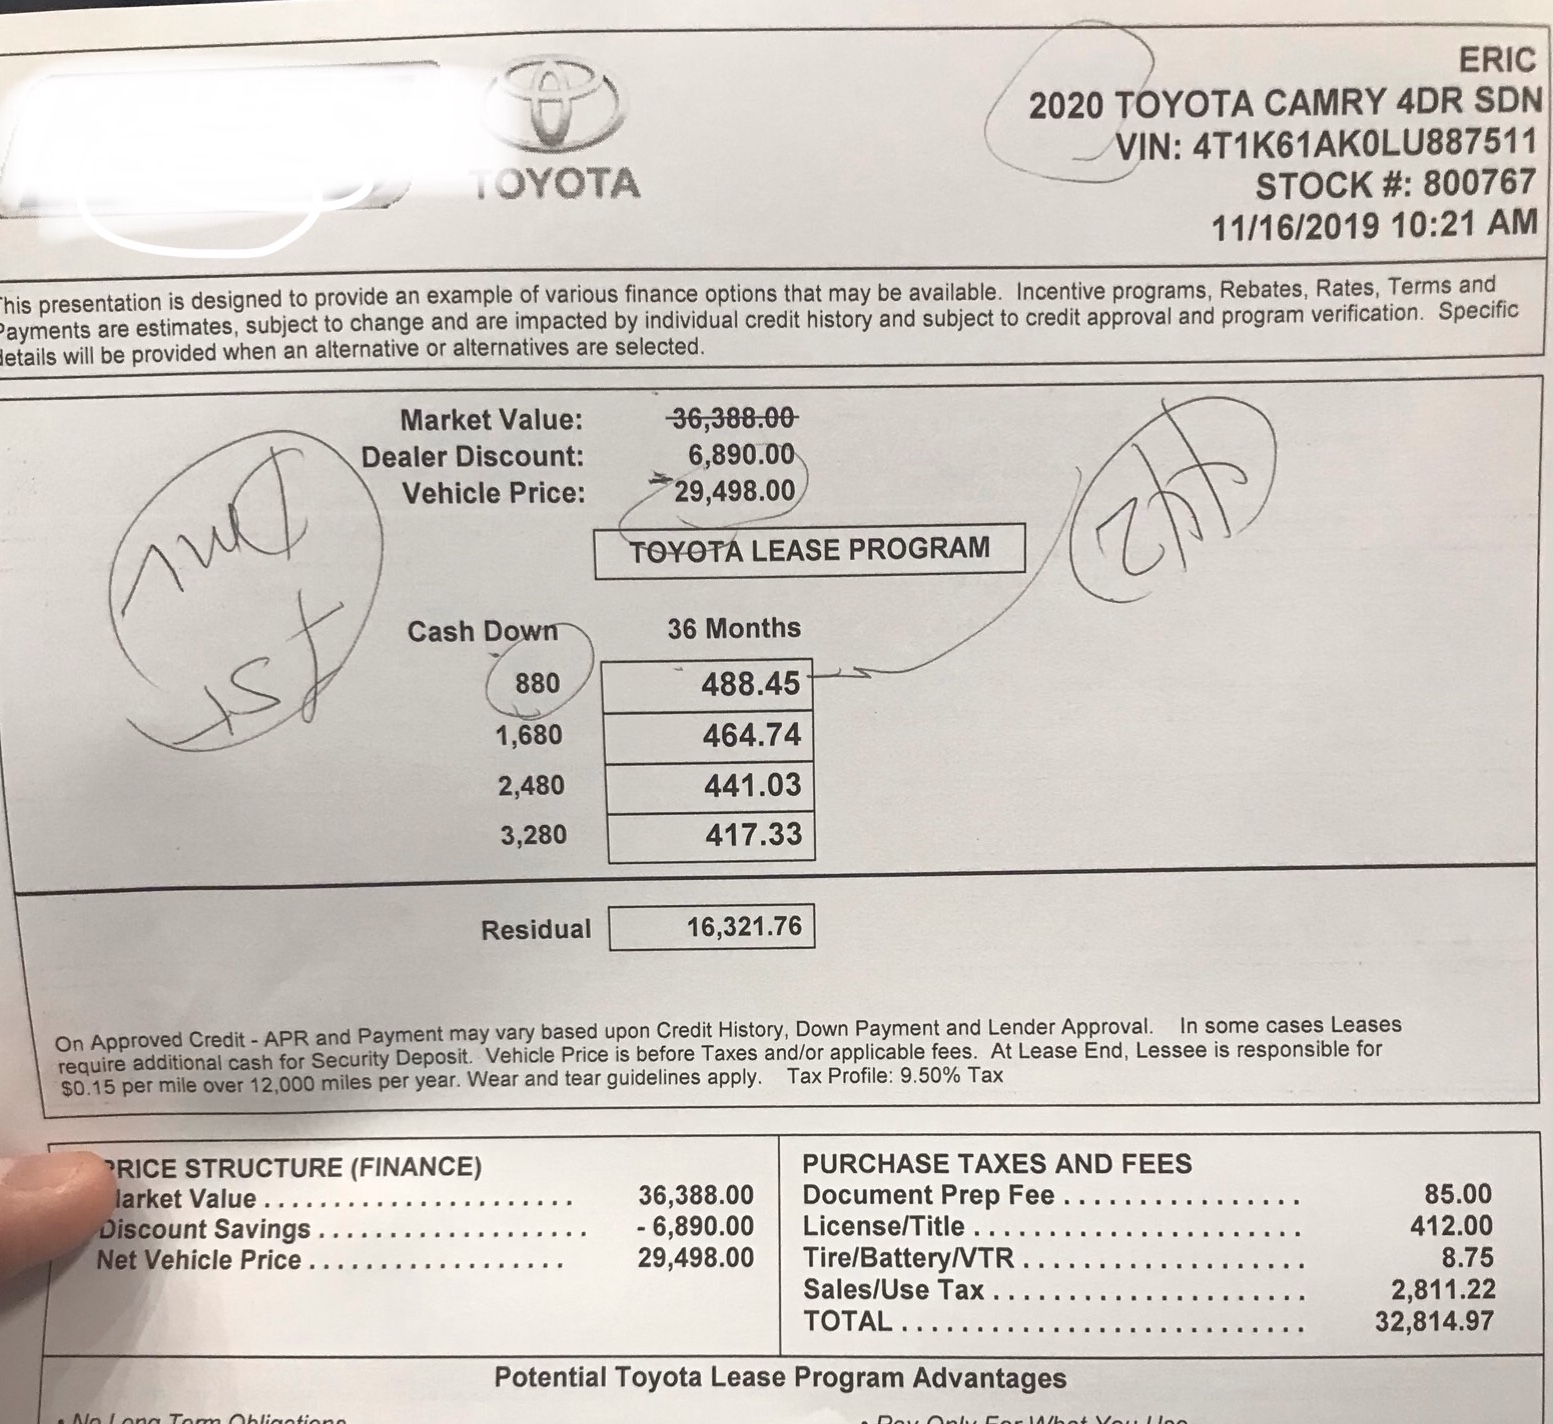 TOYOTA
ERIC
2020 TOYOTA CAMRY 4DR SDN
VIN: 4T1K61AK0LU887511
STOCK #: 800767
11/16/2019 10:21 AM
This presentation is designed to provide an example of various finance options that may be available. Incentive programs, Rebates, Rates, Terms and
Payments are estimates, subject to change and are impacted by individual credit history and subject to credit approval and program verification. Specific
details will be provided when an alternative or alternatives are selected.
Market Value: 36,388.00
Dealer Discount: 6,890.00
Vehicle Price: 29,498.00
TOYOTA LEASE PROGRAM
442
1st
Cash Down 36 Months
880 488.45
1,680 464.74
2,480 441.03
3,280 417.33
Residual 16,321.76
On Approved Credit - APR and Payment may vary based upon Credit History, Down Payment and Lender Approval. In some cases Leases
require additional cash for Security Deposit. Vehicle Price is before Taxes and/or applicable fees. At Lease End, Lessee is responsible for
$0.15 per mile over 12,000 miles per year. Wear and tear guidelines apply. Tax Profile: 9.50% Tax
PRICE STRUCTURE (FINANCE)
Market Value ...................... 36,388.00
Discount Savings ................... - 6,890.00
Net Vehicle Price ................. 29,498.00
PURCHASE TAXES AND FEES
Document Prep Fee ................ 85.00
License/Title ...................... 412.00
Tire/Battery/VTR ................... 8.75
Sales/Use Tax ..................... 2,811.22
TOTAL ............................ 32,814.97
Potential Toyota Lease Program Advantages
• No Long Term Obligations
• Pay Only For What You Use